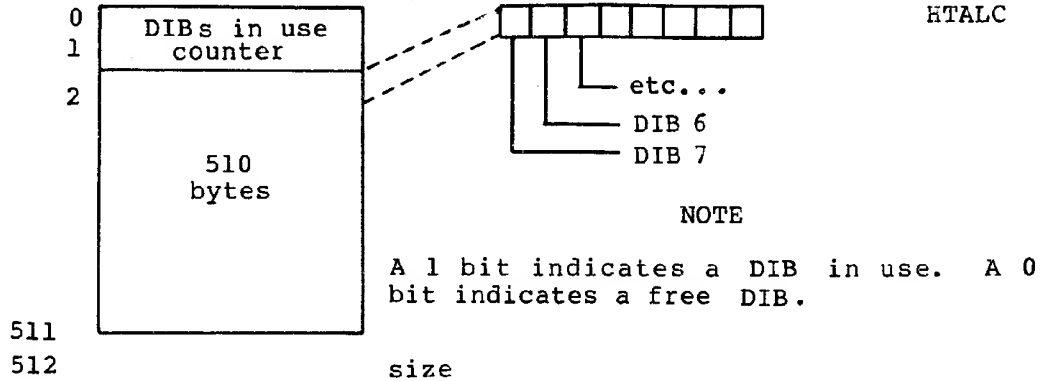 0
DIBs in use
HTALC
1
counter
2
etc...
DIB 6
DIB 7
510
bytes
NOTE
A 1 bit indicates a DIB in use. A 0
bit indicates a free DIB.
511
512
size